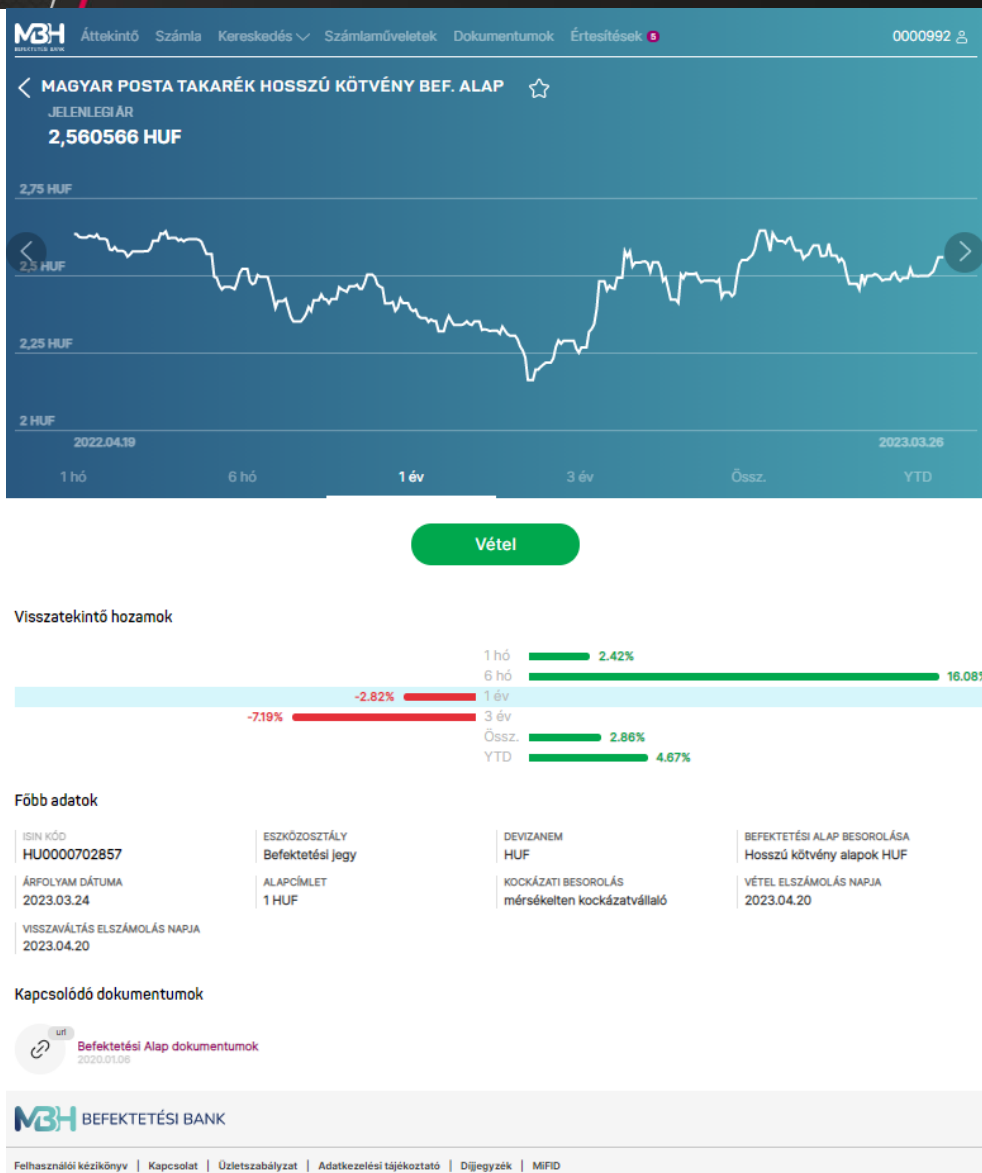 MBH Áttekintő Számla Kereskedés Számlaműveletek Dokumentumok Értesítések 5 0000992
BEFEKTETÉSI BANK
MAGYAR POSTA TAKARÉK HOSSZÚ KÖTVÉNY BEF. ALAP
JELENLEGI ÁR
2,560566 HUF
2,75 HUF
2,5 HUF
2,25 HUF
2 HUF
2022.04.19 2023.03.26
1 hó 6 hó 1 év 3 év Össz. YTD
Vétel
Visszatekintő hozamok
1 hó 2.42%
6 hó 16.08%
-2.82% 1 év
-7.19% 3 év
Össz. 2.86%
YTD 4.67%
Főbb adatok
ISIN KÓD ESZKÖZOSZTÁLY DEVIZANEM BEFEKTETÉSI ALAP BESOROLÁSA
HU0000702857 Befektetési jegy HUF Hosszú kötvény alapok HUF
ÁRFOLYAM DÁTUMA ALAPCÍMLET KOCKÁZATI BESOROLÁS VÉTEL ELSZÁMOLÁS NAPJA
2023.03.24 1 HUF mérsékelten kockázatvállaló 2023.04.20
VISSZAVÁLTÁS ELSZÁMOLÁS NAPJA
2023.04.20
Kapcsolódó dokumentumok
url
Befektetési Alap dokumentumok
2020.01.06
MBH BEFEKTETÉSI BANK
Felhasználói kézikönyv | Kapcsolat | Üzletszabályzat | Adatkezelési tájékoztató | Díjjegyzék | MiFID